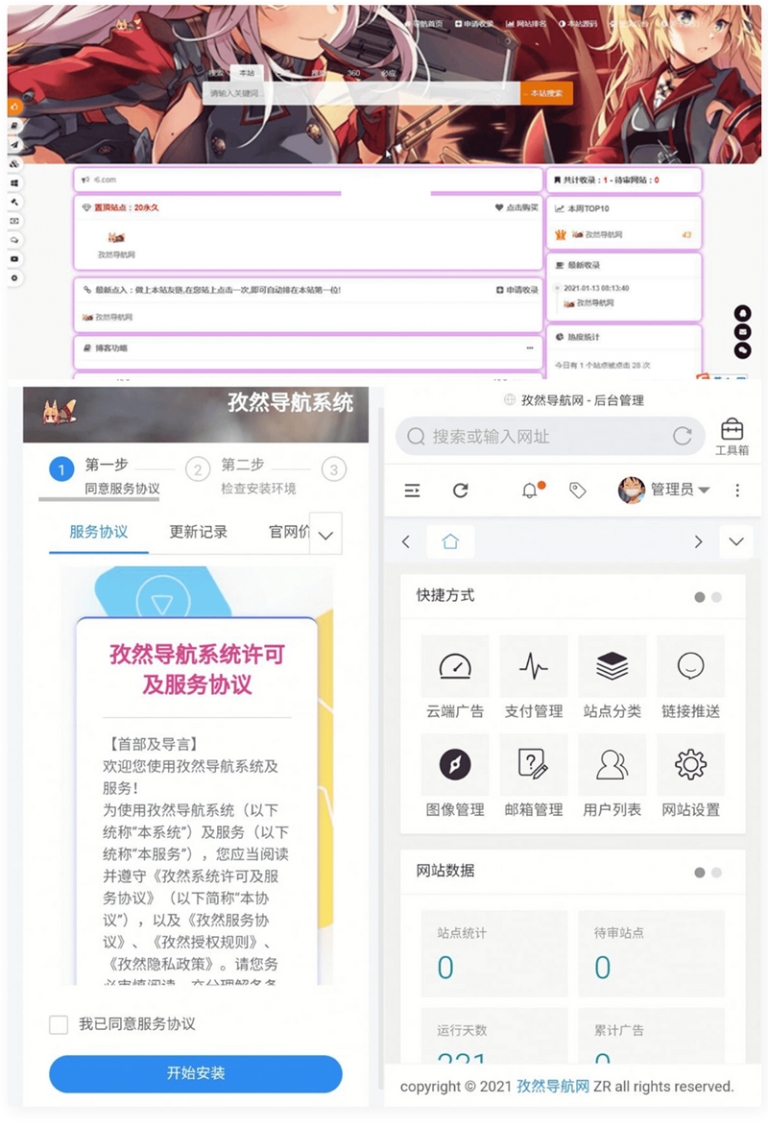 导航首页 申请收录 网站排名 本站源码
搜索 本站 360 必应
请输入关键词... 本站搜索
置顶站点：20永久 点击购买
孜然导航网
最新点入：做上本站友链,在您站上点击一次,即可自动排在本站第一位! 申请收录
孜然导航网
博客功略
共计收录：1 - 待审网站：0
本周TOP10
孜然导航网
最新收录
2021-01-13 08:13:40
孜然导航网
热度统计
今日有 1 个站点被点击 28 次
孜然导航系统
1 第一步 2 第二步 3
同意服务协议 检查安装环境
服务协议 更新记录 官网价
孜然导航系统许可
及服务协议
【首部及导言】
欢迎您使用孜然导航系统及
服务！
为使用孜然导航系统（以下
统称“本系统”）及服务（以下
统称“本服务”），您应当阅读
并遵守《孜然系统许可及服
务协议》（以下简称“本协
议”），以及《孜然服务协
议》、《孜然授权规则》、
《孜然隐私政策》。请您务
必审慎阅读、充分理解各条
我已同意服务协议
开始安装
孜然导航网 - 后台管理
搜索或输入网址
工具箱
管理员
快捷方式
云端广告 支付管理 站点分类 链接推送
图像管理 邮箱管理 用户列表 网站设置
网站数据
站点统计 待审站点
0 0
运行天数 累计广告
221 0
copyright © 2021 孜然导航网 ZR all rights reserved.